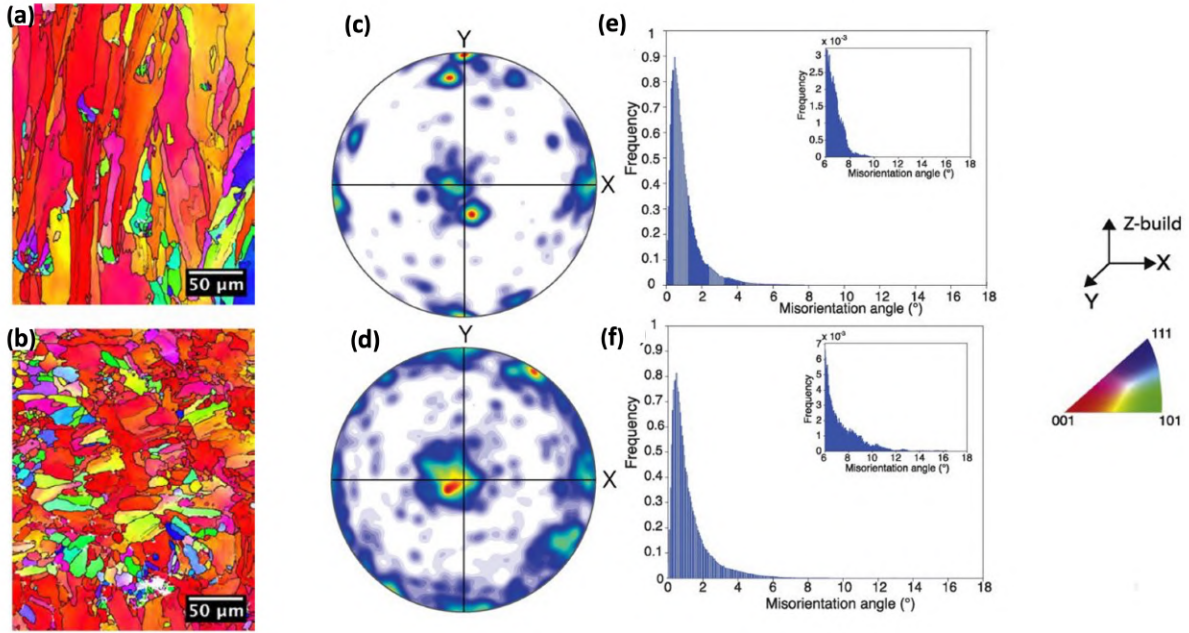 (a)
50 μm
(b)
50 μm
(c)
Y
X
(d)
Y
X
(e)
Frequency
1
0.9
0.8
0.7
0.6
0.5
0.4
0.3
0.2
0.1
0
0 2 4 6 8 10 12 14 16 18
Misorientation angle (°)
x 10⁻³
Frequency
3
2.5
2
1.5
1
0.5
0
6 8 10 12 14 16 18
Misorientation angle (°)
(f)
Frequency
1
0.9
0.8
0.7
0.6
0.5
0.4
0.3
0.2
0.1
0
0 2 4 6 8 10 12 14 16 18
Misorientation angle (°)
Frequency
7
6
5
4
3
2
1
0
6 8 10 12 14 16 18
Misorientation angle (°)
Z-build
X
Y
111
001 101